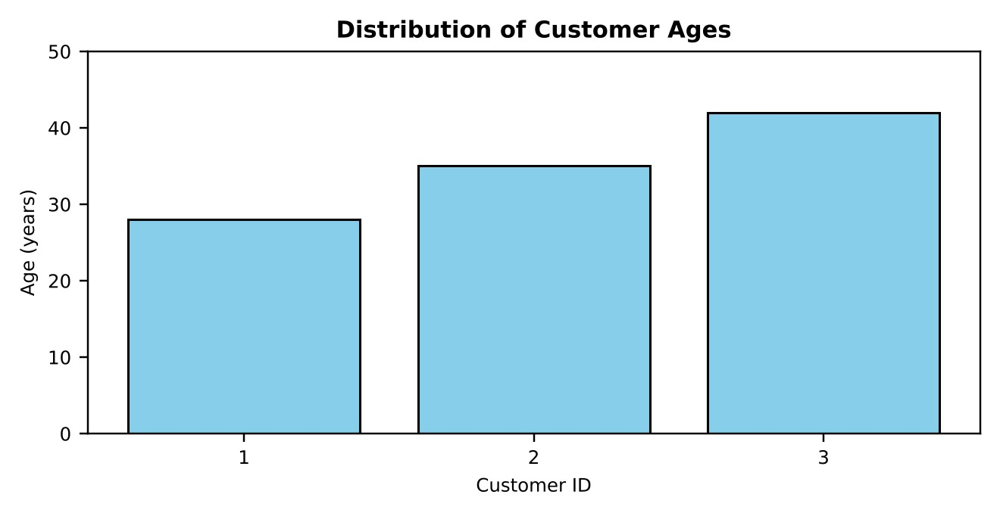 Distribution of Customer Ages
50
40
30
20
10
0
Age (years)
1 2 3
Customer ID